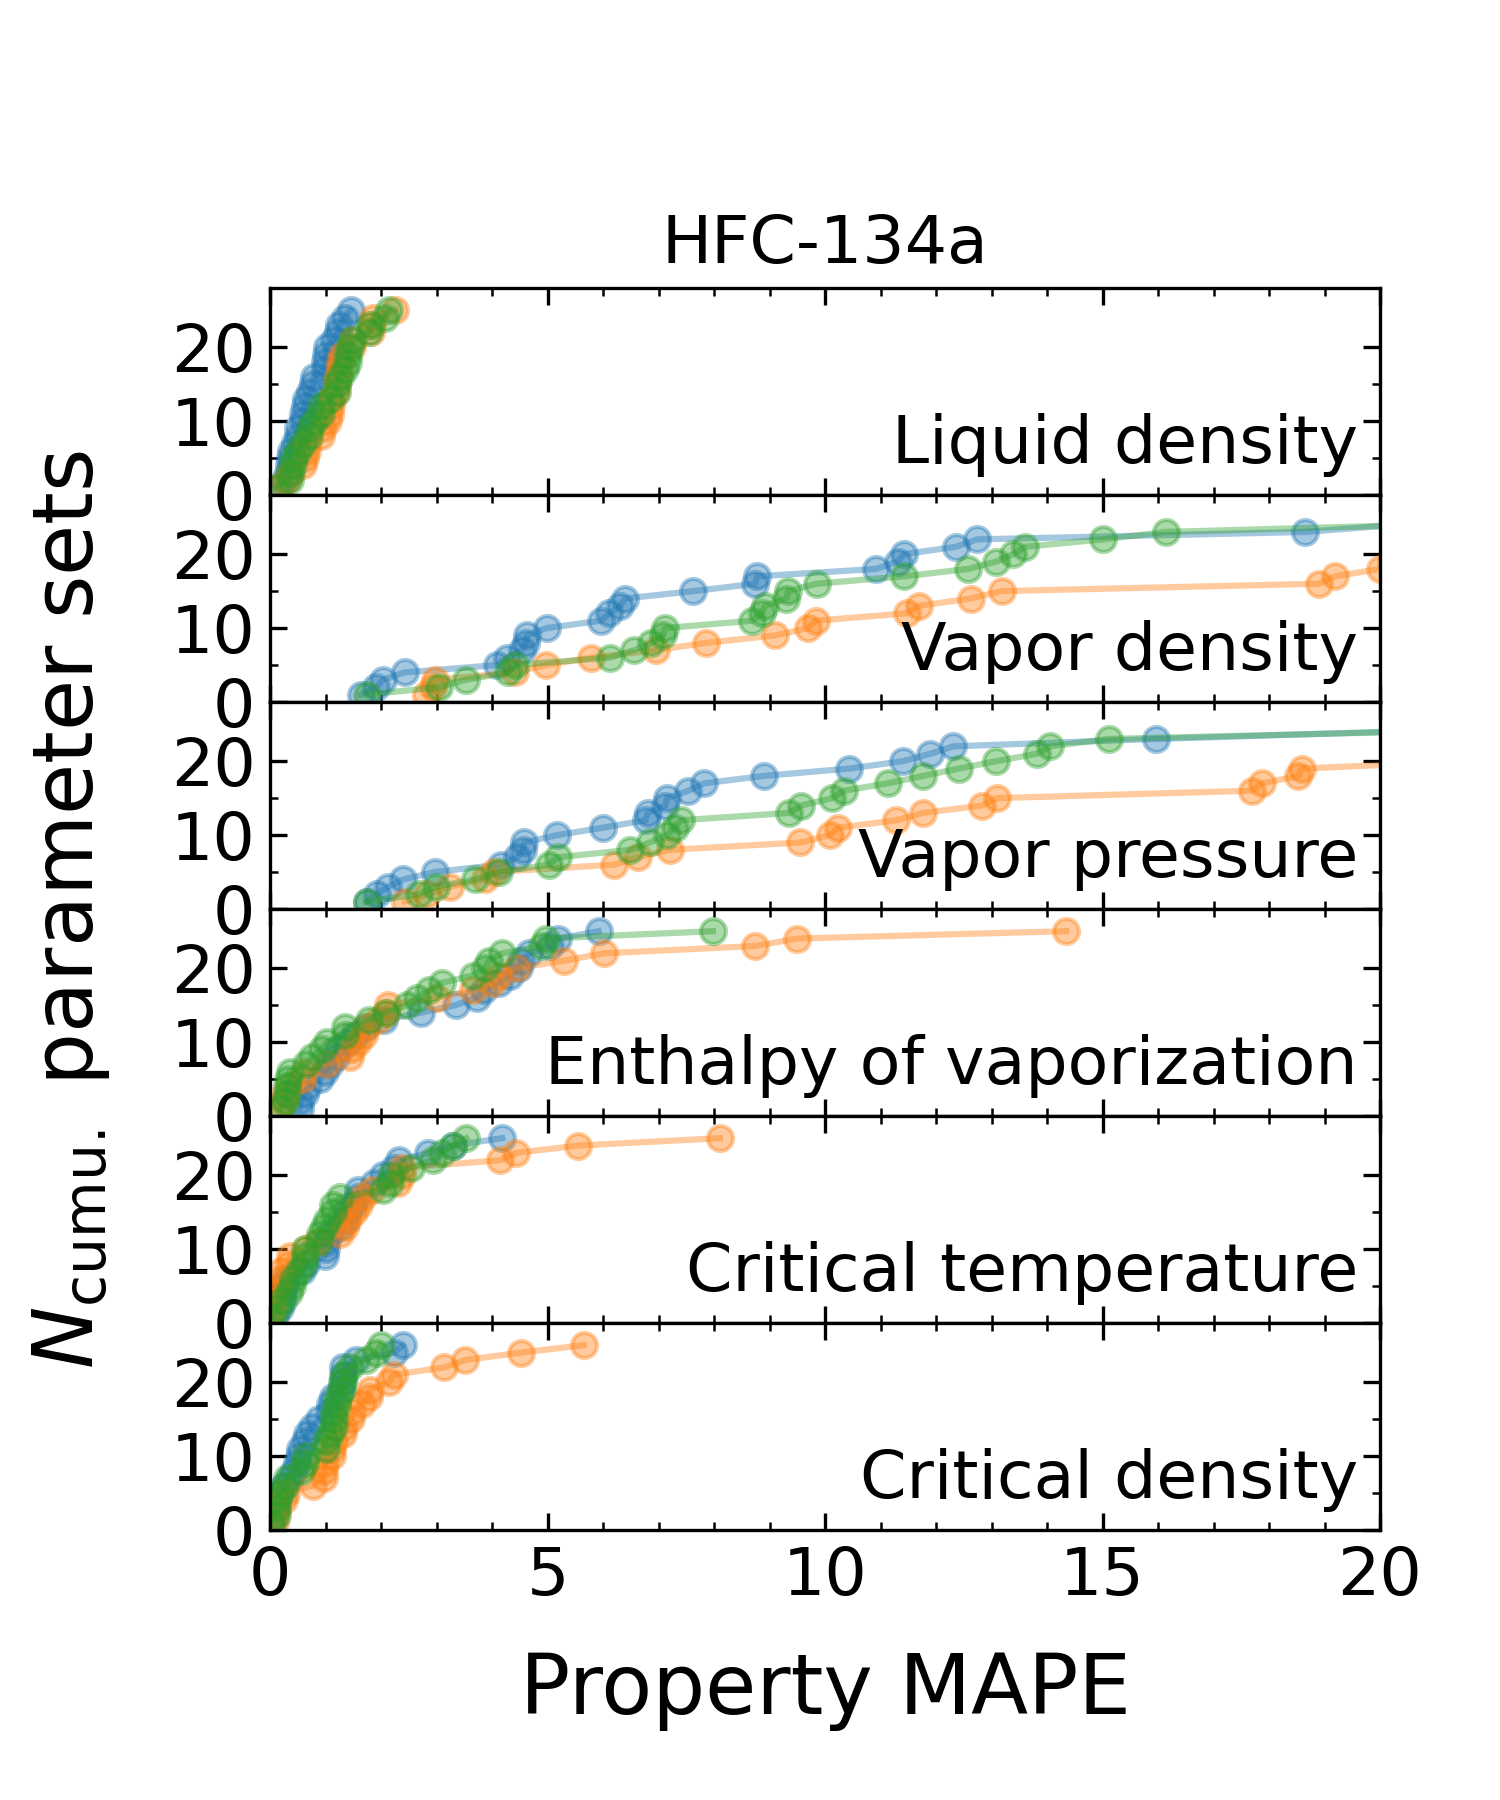 HFC-134a
20
10
0
Liquid density
20
10
0
Vapor density
20
10
0
Vapor pressure
20
10
0
Enthalpy of vaporization
20
10
0
Critical temperature
20
10
0
Critical density
0 5 10 15 20
Property MAPE
Ncumu. parameter sets